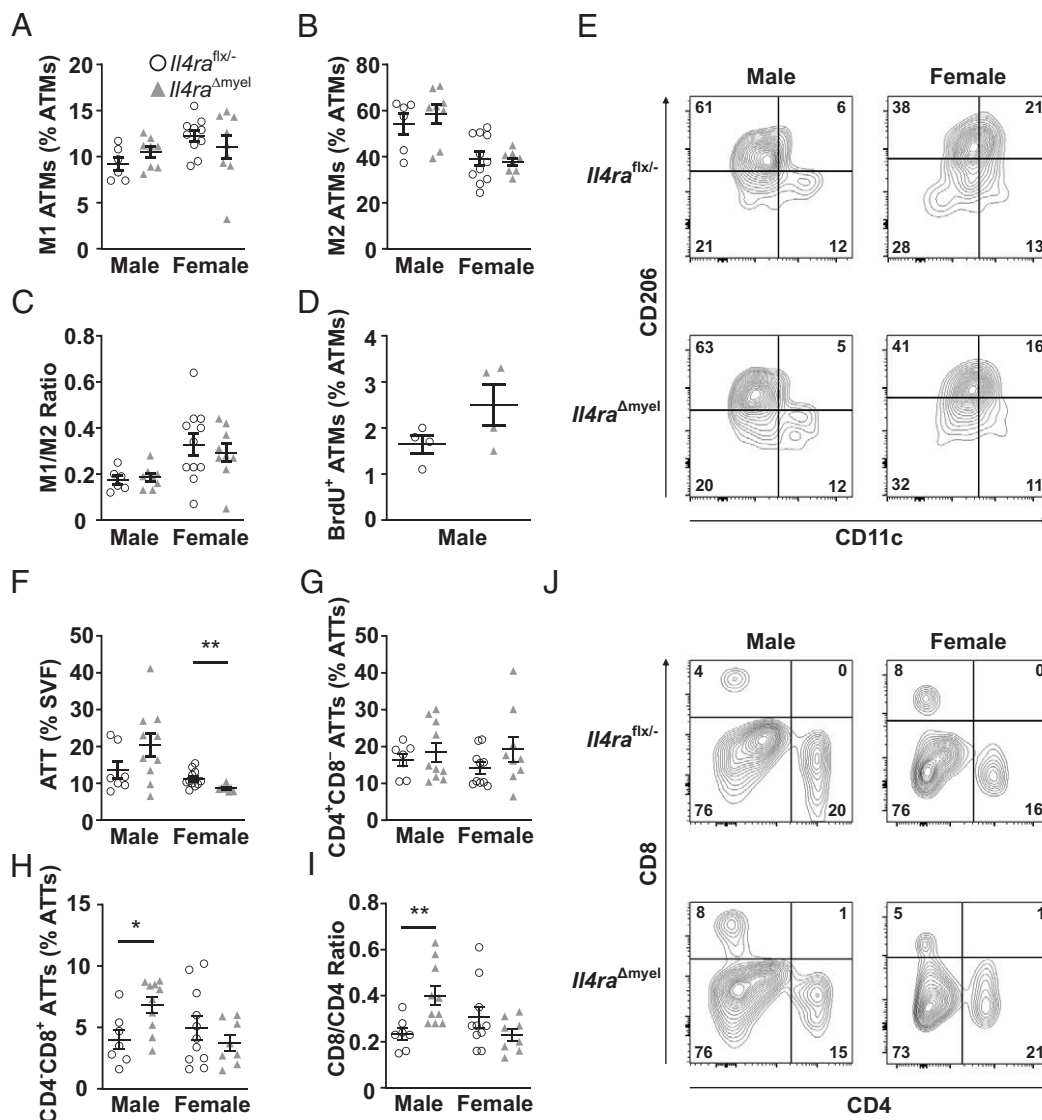 A
M1 ATMs (% ATMs)
20
15
10
5
0
Il4ra^flx/-
Il4ra^Δmyel
Male Female
B
M2 ATMs (% ATMs)
80
60
40
20
0
Male Female
C
M1/M2 Ratio
0.8
0.6
0.4
0.2
0
Male Female
D
BrdU⁺ ATMs (% ATMs)
4
3
2
1
0
Male
E
Male Female
Il4ra^flx/-
61 6
21 12
38 21
28 13
CD206
Il4ra^Δmyel
63 5
20 12
41 16
32 11
CD11c
F
ATT (% SVF)
50
40
30
20
10
0
**
Male Female
G
CD4⁺CD8⁻ ATTs (% ATTs)
50
40
30
20
10
0
Male Female
H
CD4⁻CD8⁺ ATTs (% ATTs)
15
10
5
0
*
Male Female
I
CD8/CD4 Ratio
0.8
0.6
0.4
0.2
0
**
Male Female
J
Male Female
Il4ra^flx/-
4 0
76 20
8 0
76 16
CD8
Il4ra^Δmyel
8 1
76 15
5 1
73 21
CD4